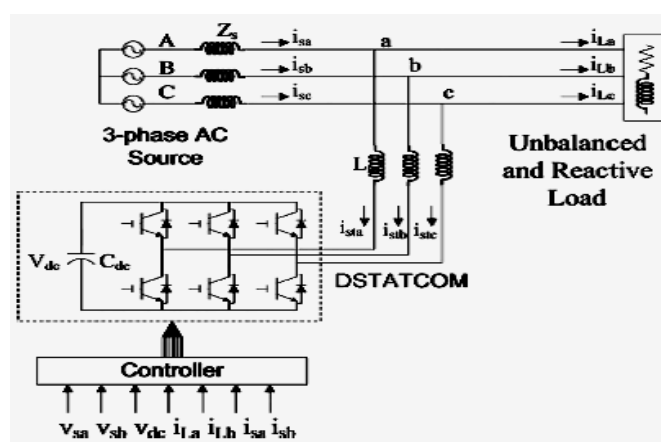 A Zs isa a iLa
B isb b iLb
C isc c iLc
3-phase AC
Source
Unbalanced
and Reactive
Load
L
ista istb istc
Vdc Cdc
DSTATCOM
Controller
vsa vsb vdc iLa iLb isa isb